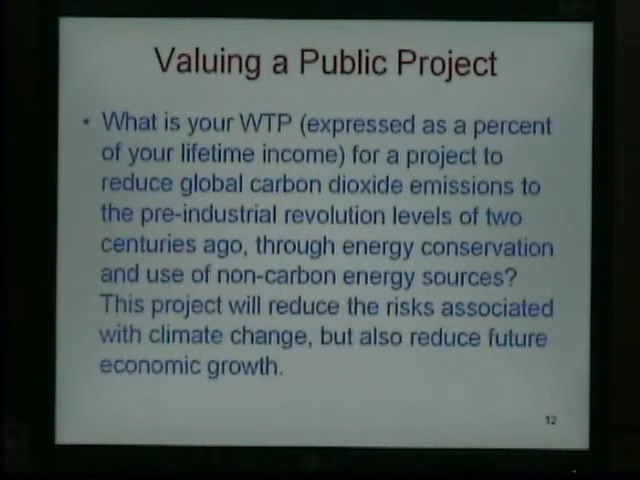 Valuing a Public Project
• What is your WTP (expressed as a percent
of your lifetime income) for a project to
reduce global carbon dioxide emissions to
the pre-industrial revolution levels of two
centuries ago, through energy conservation
and use of non-carbon energy sources?
This project will reduce the risks associated
with climate change, but also reduce future
economic growth.
12